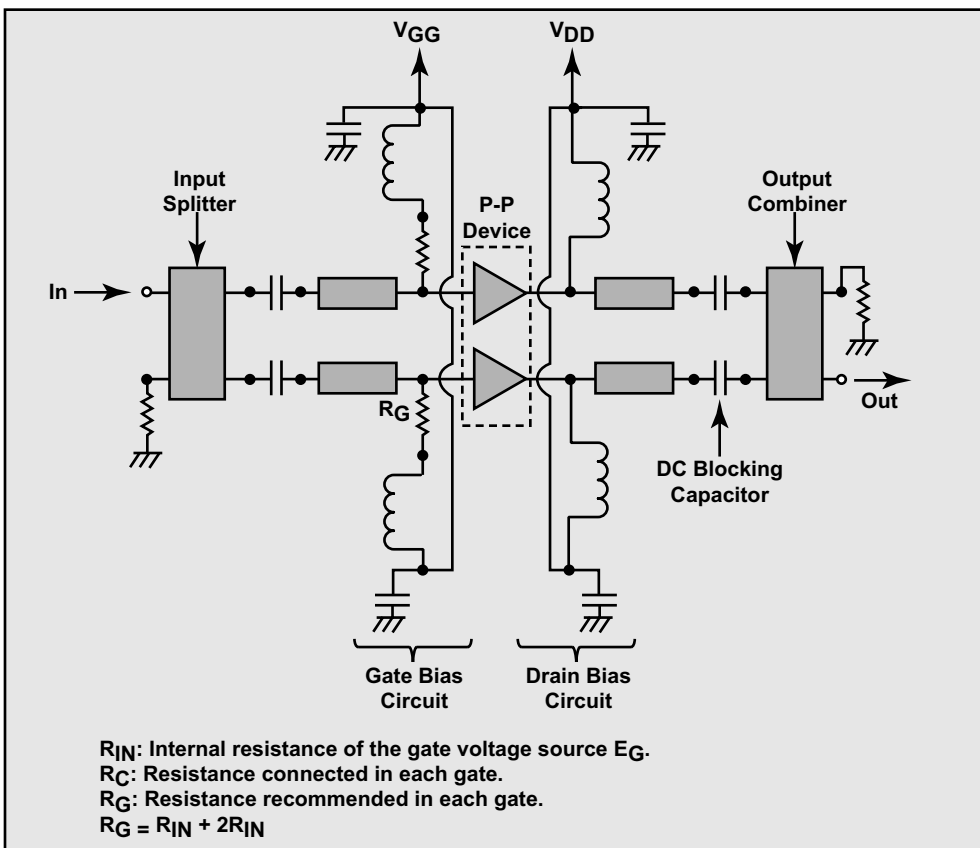 VGG
VDD
Input
Splitter
P-P
Device
Output
Combiner
In
RG
Out
DC Blocking
Capacitor
Gate Bias
Circuit
Drain Bias
Circuit
RIN: Internal resistance of the gate voltage source EG.
RC: Resistance connected in each gate.
RG: Resistance recommended in each gate.
RG = RIN + 2RIN